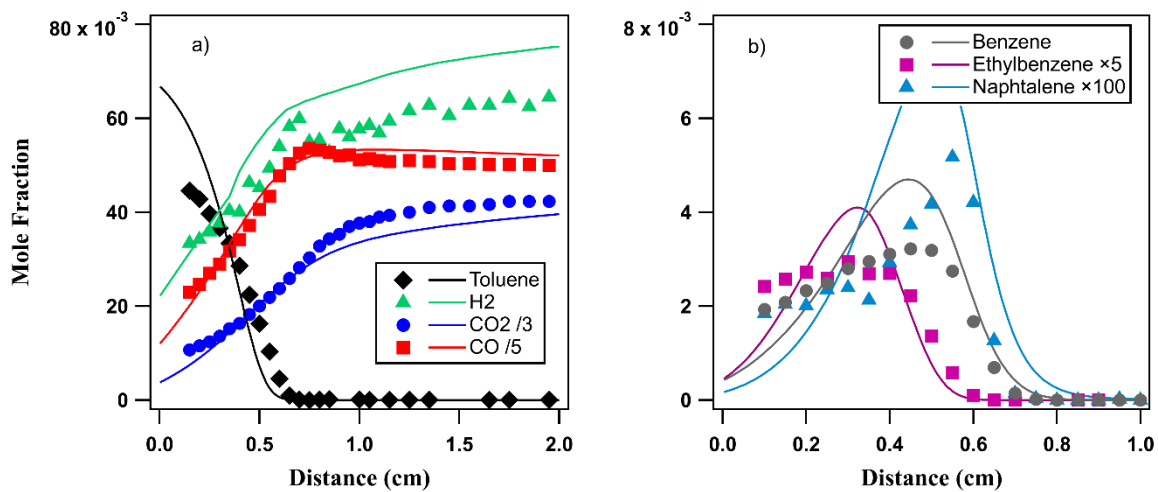 80 x 10⁻³
60
40
20
0
Mole Fraction
a)
Toluene
H2
CO2 /3
CO /5
0.0
0.5
1.0
1.5
2.0
Distance (cm)
8 x 10⁻³
6
4
2
0
b)
Benzene
Ethylbenzene ×5
Naphtalene ×100
0.0
0.2
0.4
0.6
0.8
1.0
Distance (cm)